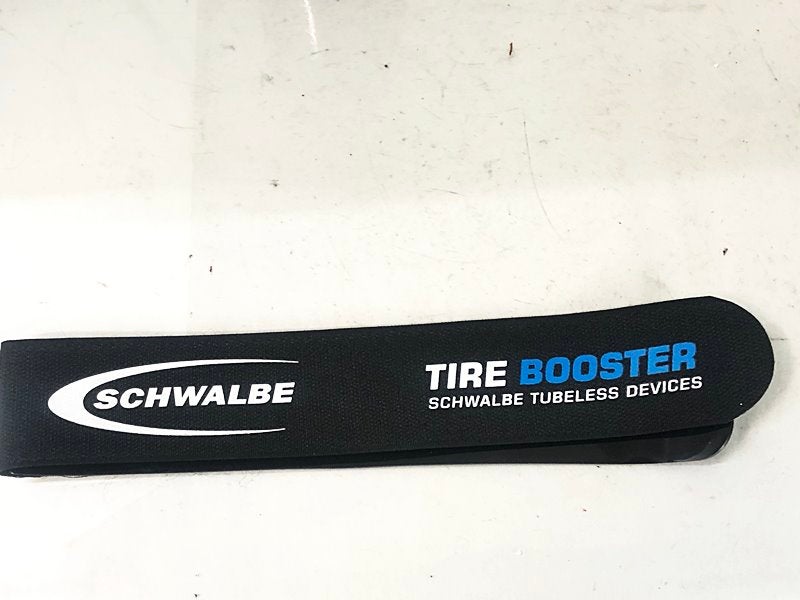 SCHWALBE
TIRE BOOSTER
SCHWALBE TUBELESS DEVICES